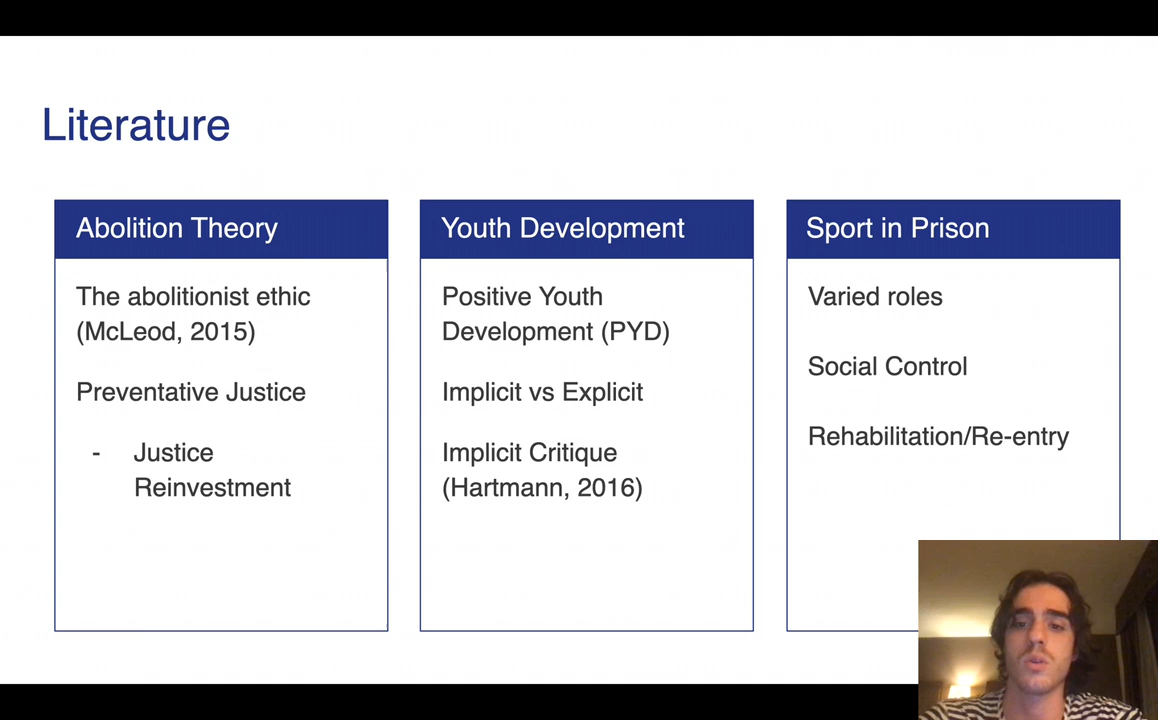 Literature
Abolition Theory
The abolitionist ethic
(McLeod, 2015)
Preventative Justice
- Justice
Reinvestment
Youth Development
Positive Youth
Development (PYD)
Implicit vs Explicit
Implicit Critique
(Hartmann, 2016)
Sport in Prison
Varied roles
Social Control
Rehabilitation/Re-entry